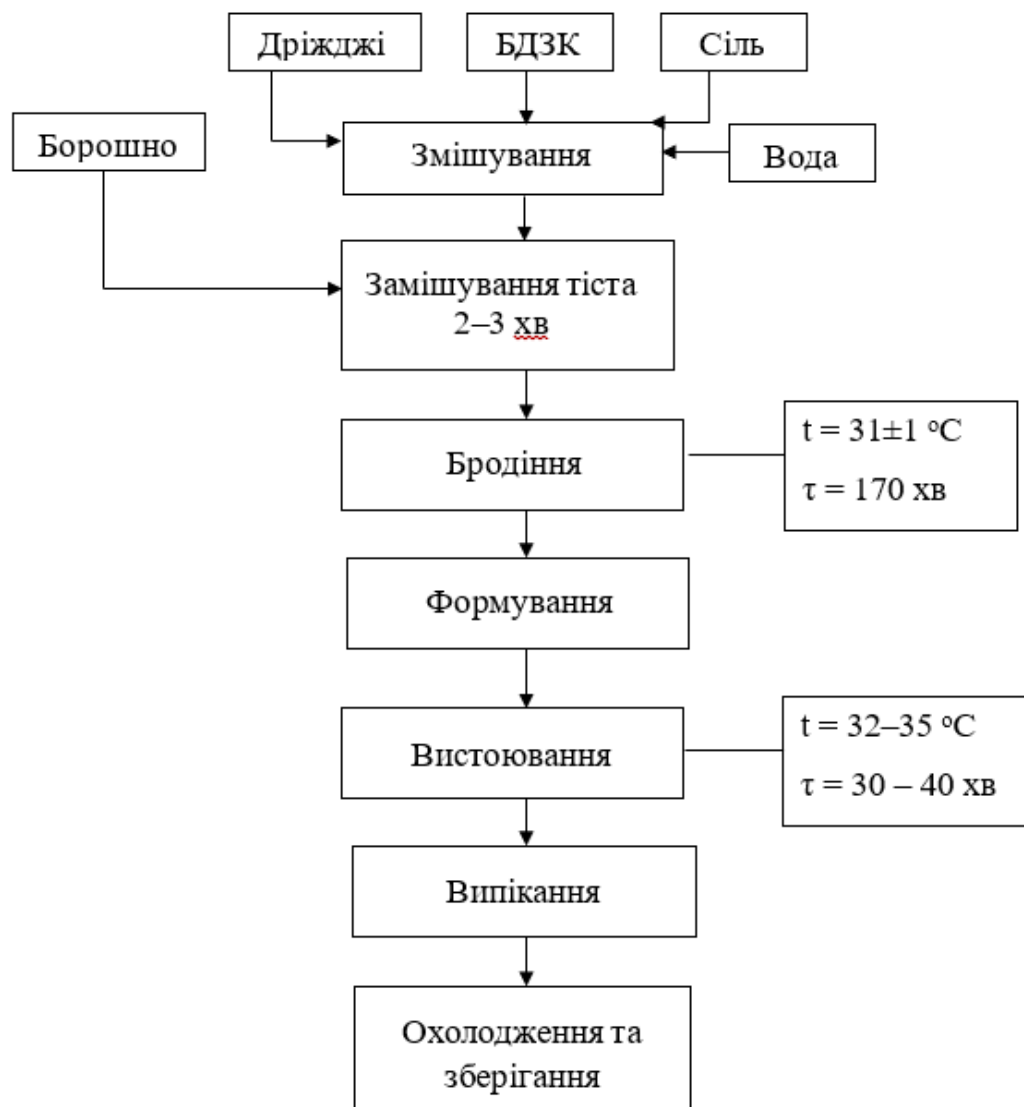 Дріжджі
БДЗК
Сіль
Борошно
Змішування
Вода
Замішування тіста
2–3 хв
Бродіння
t = 31±1 °C
τ = 170 хв
Формування
Вистоювання
t = 32–35 °C
τ = 30 – 40 хв
Випікання
Охолодження та
зберігання